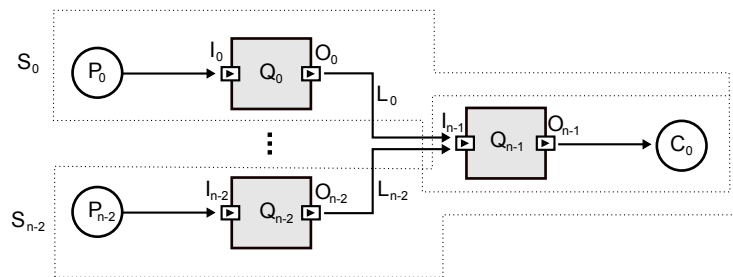 S0
P0
I0
Q0
O0
L0
In-1
Qn-1
On-1
C0
Sn-2
Pn-2
In-2
Qn-2
On-2
Ln-2